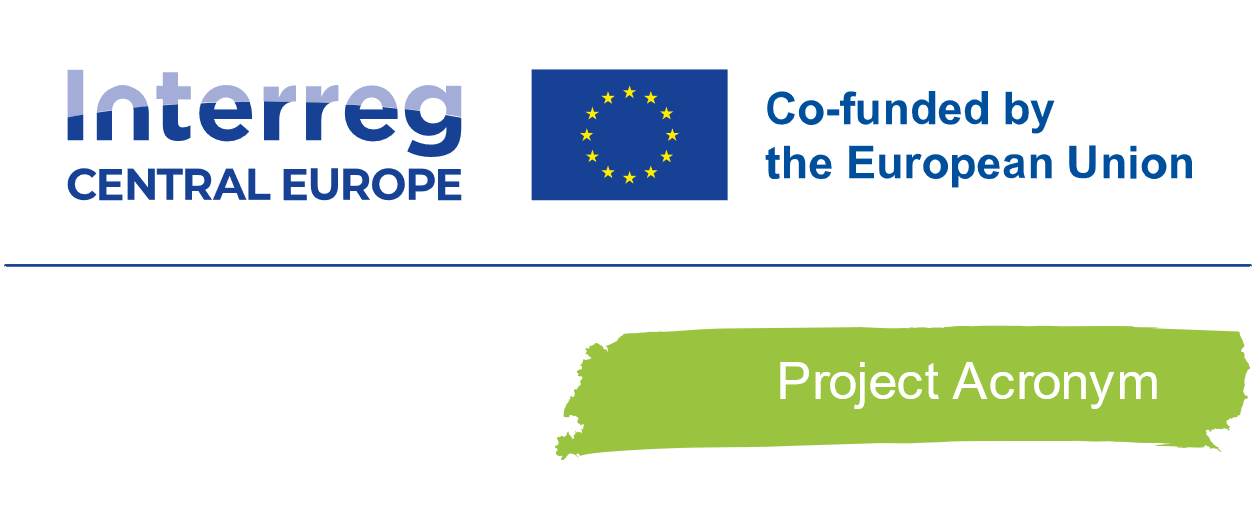 Interreg
CENTRAL EUROPE
Co-funded by
the European Union
Project Acronym